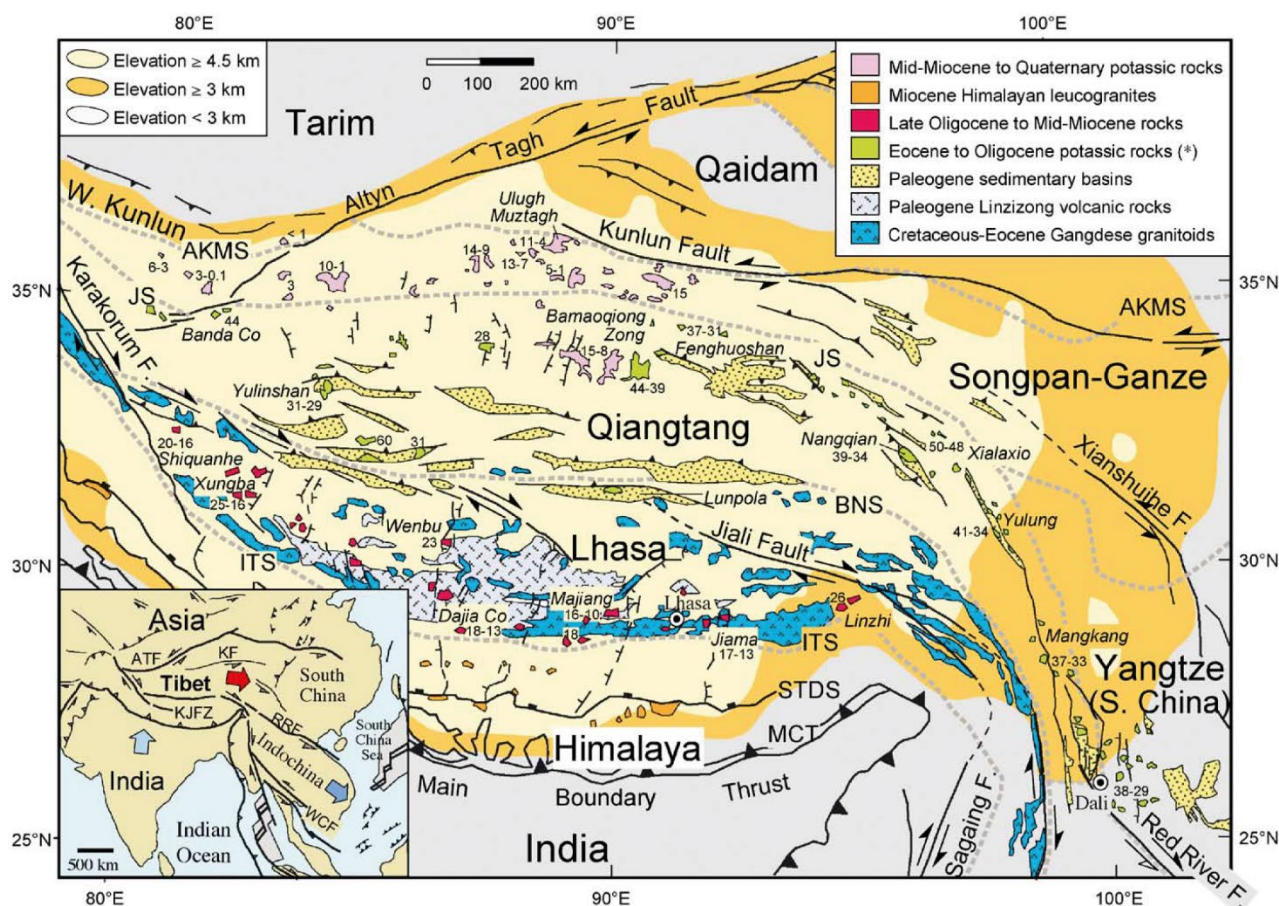 80°E
90°E
100°E
Elevation ≥ 4.5 km
Elevation ≥ 3 km
Elevation < 3 km
0 100 200 km
Mid-Miocene to Quaternary potassic rocks
Miocene Himalayan leucogranites
Late Oligocene to Mid-Miocene rocks
Eocene to Oligocene potassic rocks (*)
Paleogene sedimentary basins
Paleogene Linzizong volcanic rocks
Cretaceous-Eocene Gangdese granitoids
Tarim
Altyn Tagh Fault
Qaidam
W. Kunlun
AKMS
Ulugh
Muztagh
Kunlun Fault
1
6-3
3-0.1
3
10-1
14-9
11-4
13-7
5-1
15
35°N
35°N
AKMS
JS
Karakorum F.
44
Banda Co
28
Bamaoqiong
Zong
15-8
44-39
37-31
Fenghuoshan
JS
Songpan-Ganze
Yulinshan
31-29
Qiangtang
60
31
Nangqian
39-34
50-48
Xialaxio
Xianshuihe F.
20-16
Shiquanhe
Xungba
25-16
Lunpola
BNS
Yulung
41-34
Wenbu
23
Lhasa
Jiali Fault
30°N
30°N
ITS
Dajia Co
18-13
Majiang
16-10
18
Lhasa
Jiama
17-13
26
Linzhi
ITS
Mangkang
37-33
Yangtze
(S. China)
STDS
MCT
Himalaya
Main Boundary Thrust
India
Sagaing F.
Dali
38-29
Red River F.
25°N
25°N
Asia
ATF
KF
Tibet
South
China
KJFZ
RRF
South
China
Sea
Indochina
India
WCF
Indian
Ocean
500 km
80°E
90°E
100°E